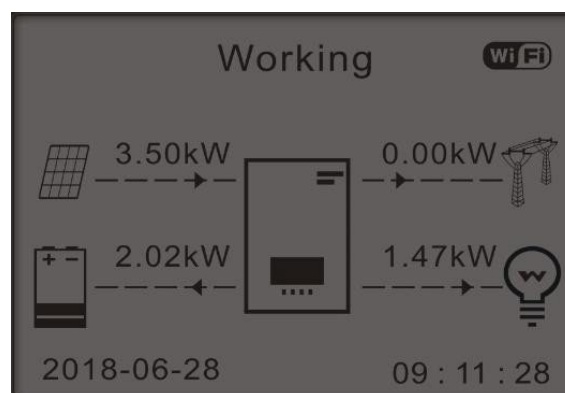 Working
WiFi
3.50kW
0.00kW
+ −
2.02kW
1.47kW
2018-06-28
09 : 11 : 28